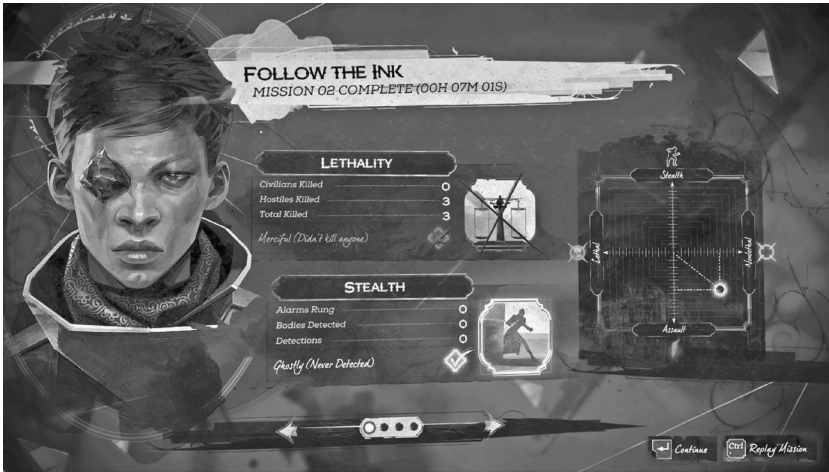 FOLLOW THE INK
MISSION 02 COMPLETE (00H 07M 01S)
LETHALITY
Civilians Killed 0
Hostiles Killed 3
Total Killed 3
Merciful (Didn't kill anyone)
STEALTH
Alarms Rung 0
Bodies Detected 0
Detections 0
Ghostly (Never Detected)
Stealth
Lethal
Nonlethal
Assault
Continue
Ctrl Replay Mission